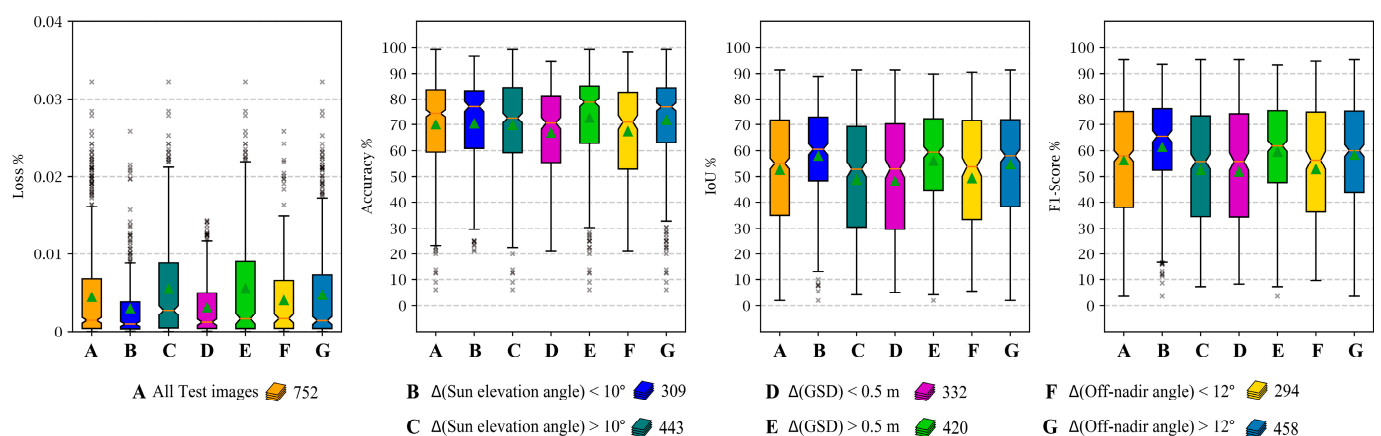 0.04
0.03
0.02
0.01
0
Loss %
A B C D E F G
100
90
80
70
60
50
40
30
20
10
0
Accuracy %
A B C D E F G
100
90
80
70
60
50
40
30
20
10
0
IoU %
A B C D E F G
100
90
80
70
60
50
40
30
20
10
0
F1-Score %
A B C D E F G
A All Test images 752
B Δ(Sun elevation angle) < 10° 309
C Δ(Sun elevation angle) > 10° 443
D Δ(GSD) < 0.5 m 332
E Δ(GSD) > 0.5 m 420
F Δ(Off-nadir angle) < 12° 294
G Δ(Off-nadir angle) > 12° 458